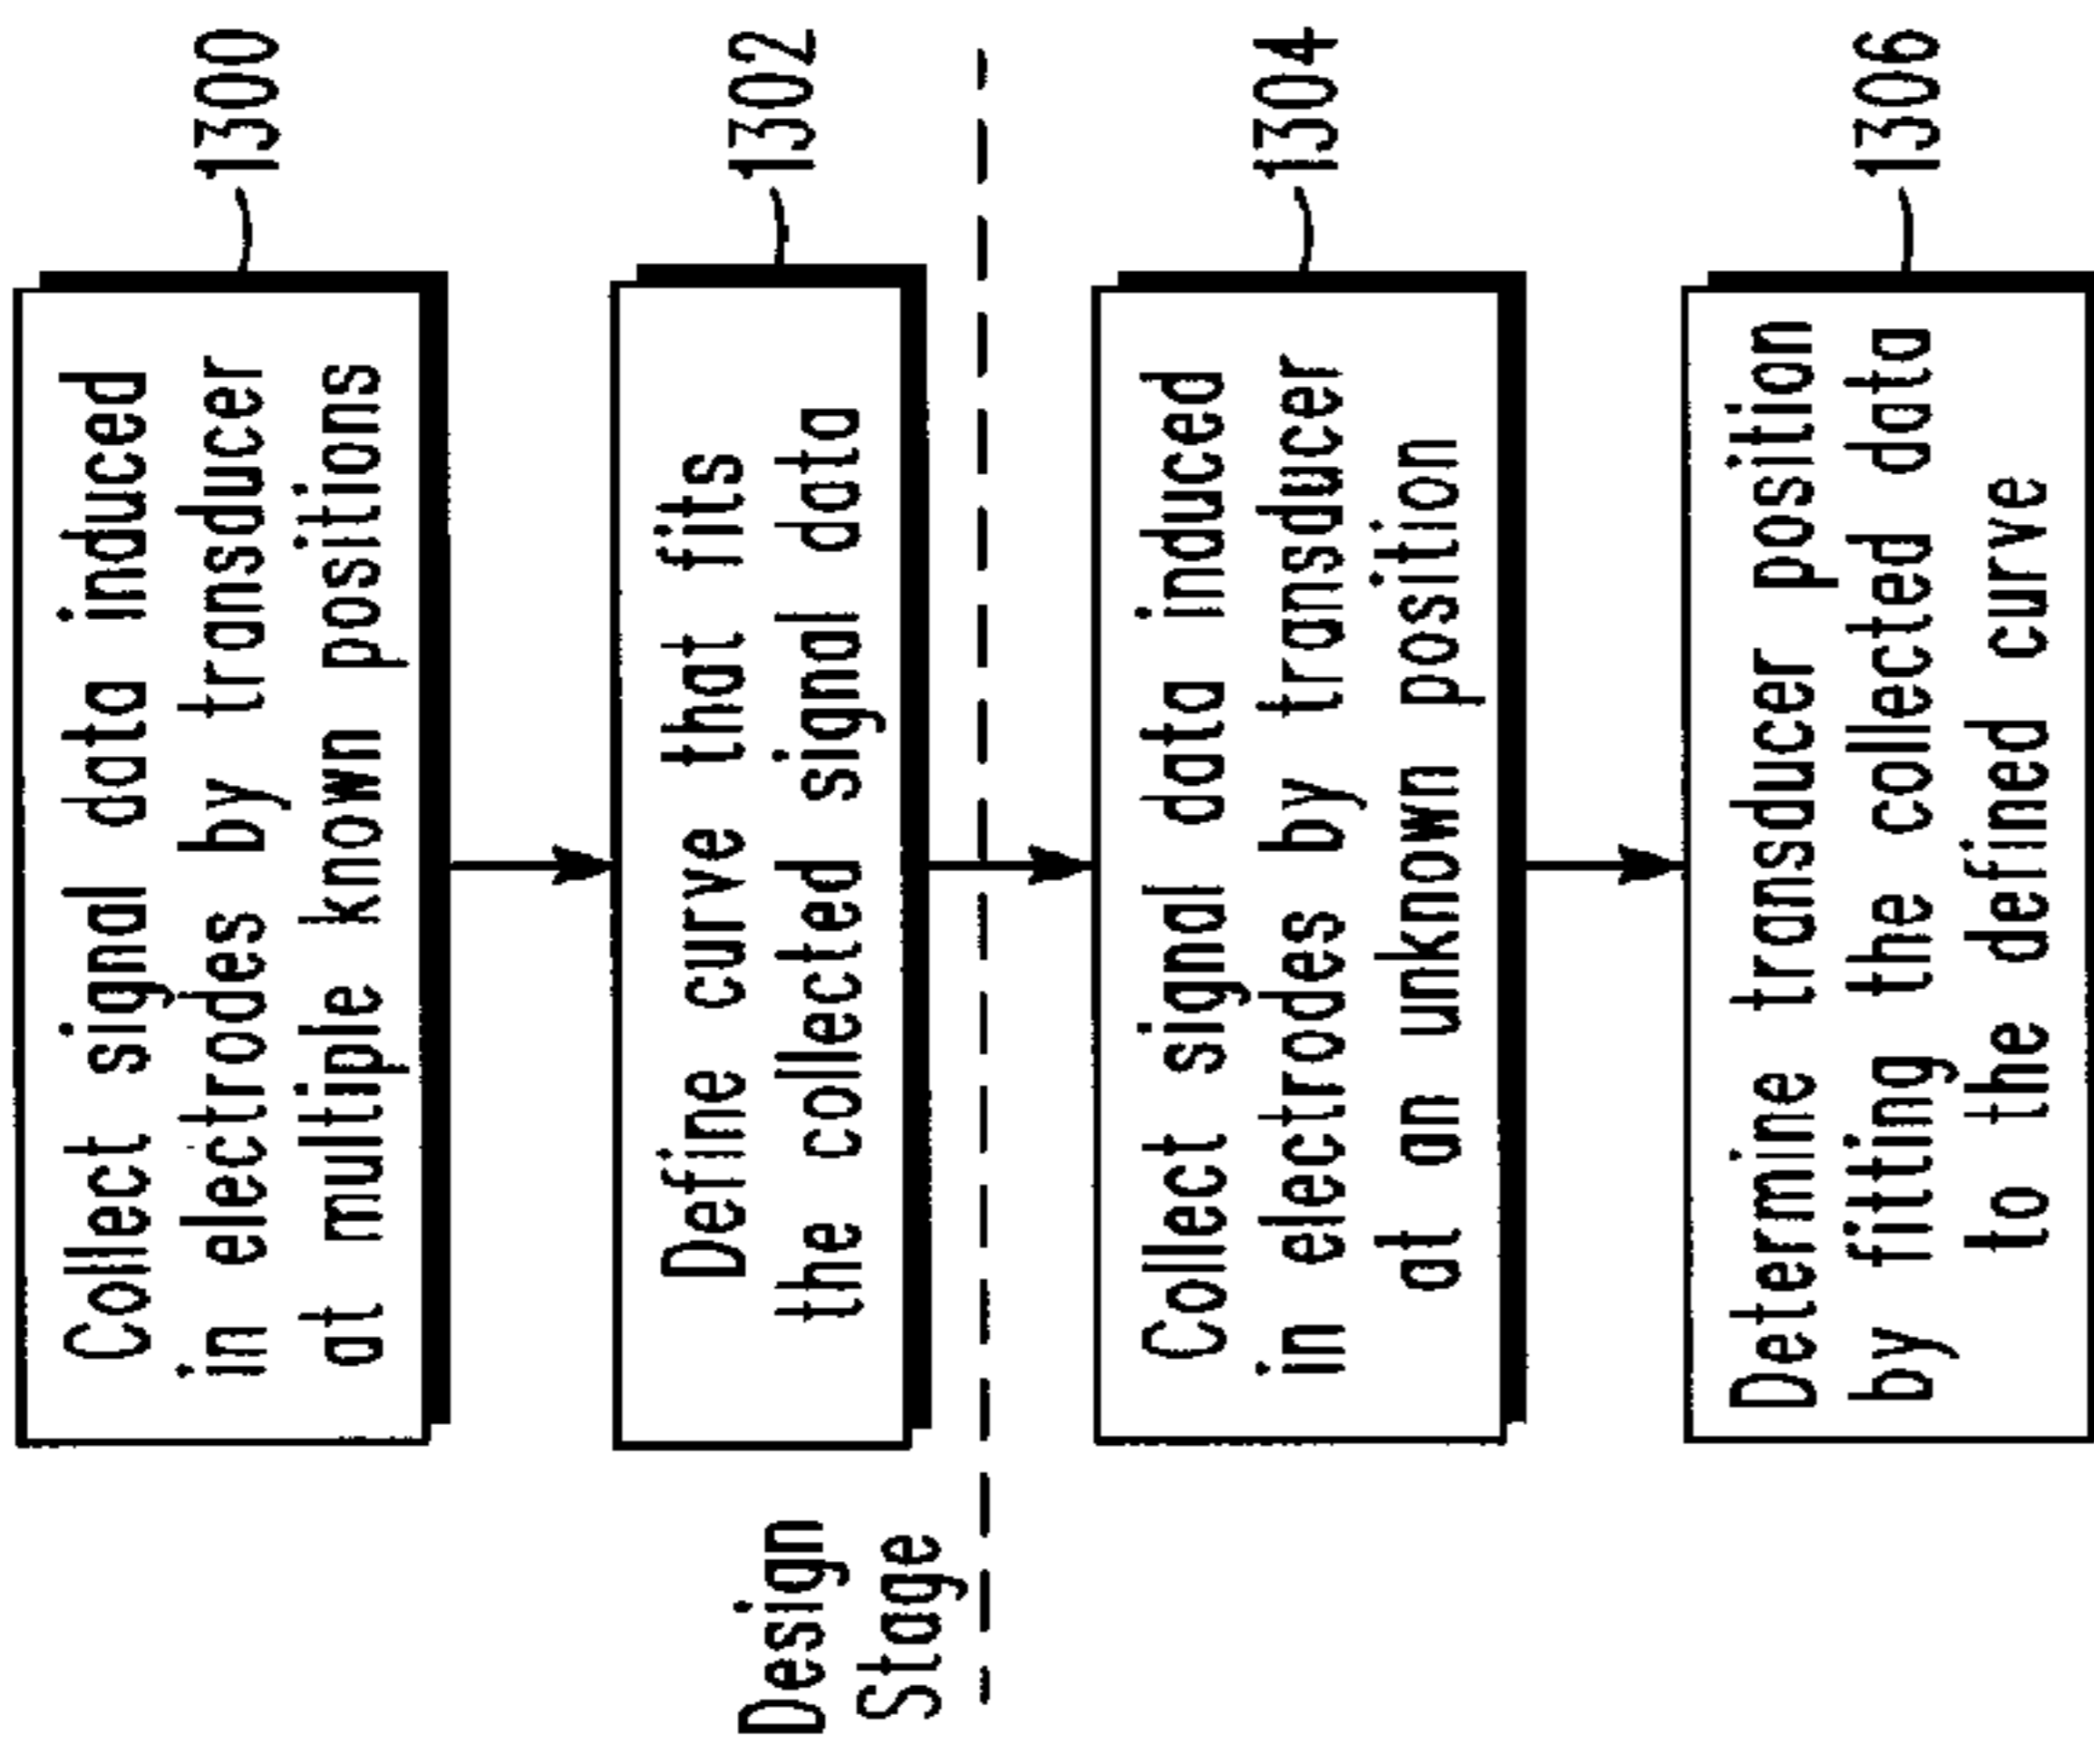 Collect signal data induced
in electrodes by transducer
at multiple known positions
1300
Define curve that fits
the collected signal data
1302
Design
Stage
Collect signal data induced
in electrodes by transducer
at an unknown position
1304
Determine transducer position
by fitting the collected data
to the defined curve
1306